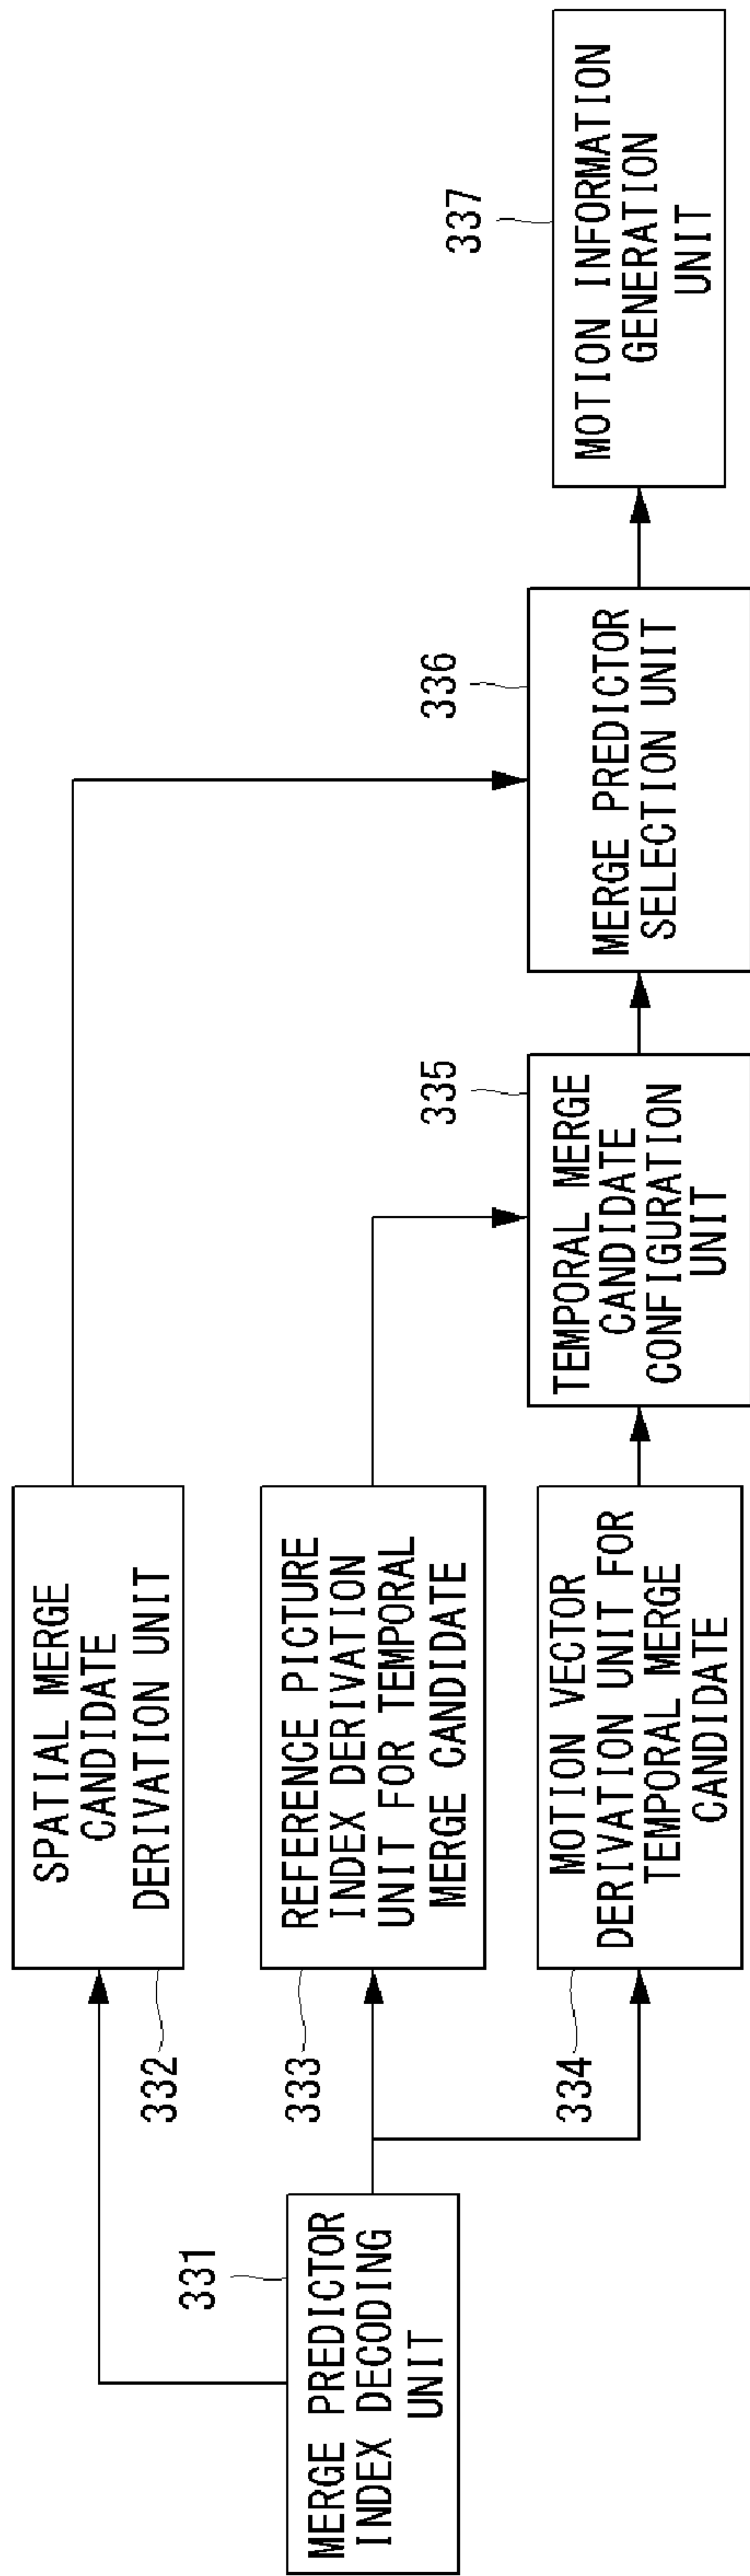 331
MERGE PREDICTOR
INDEX DECODING
UNIT
332
SPATIAL MERGE
CANDIDATE
DERIVATION UNIT
333
REFERENCE PICTURE
INDEX DERIVATION
UNIT FOR TEMPORAL
MERGE CANDIDATE
334
MOTION VECTOR
DERIVATION UNIT FOR
TEMPORAL MERGE
CANDIDATE
335
TEMPORAL MERGE
CANDIDATE
CONFIGURATION
UNIT
336
MERGE PREDICTOR
SELECTION UNIT
337
MOTION INFORMATION
GENERATION
UNIT